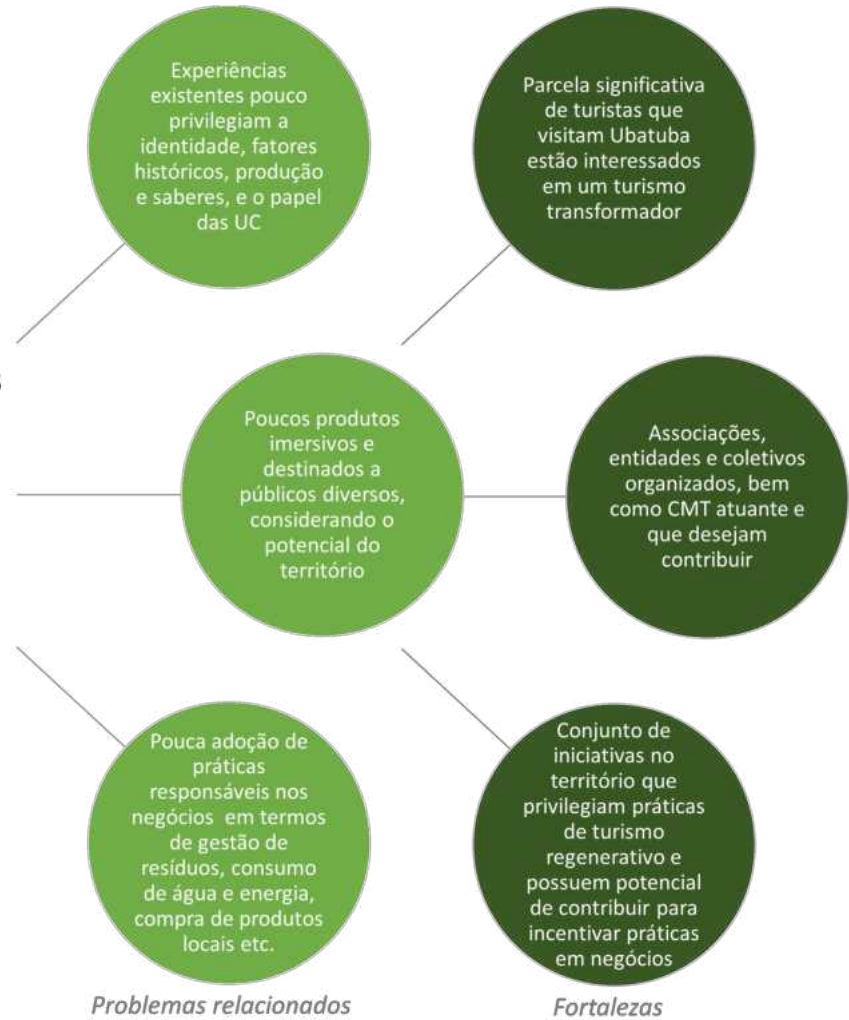 Experiências
existentes pouco
privilegiam a
identidade, fatores
históricos, produção
e saberes, e o papel
das UC
Parcela significativa
de turistas que
visitam Ubatuba
estão interessados
em um turismo
transformador
Poucos produtos
imersivos e
destinados a
públicos diversos,
considerando o
potencial do
território
Associações,
entidades e coletivos
organizados, bem
como CMT atuante e
que desejam
contribuir
Pouca adoção de
práticas
responsáveis nos
negócios em termos
de gestão de
resíduos, consumo
de água e energia,
compra de produtos
locais etc.
Conjunto de
iniciativas no
território que
privilegiam práticas
de turismo
regenerativo e
possuem potencial
de contribuir para
incentivar práticas
em negócios
Problemas relacionados
Fortalezas